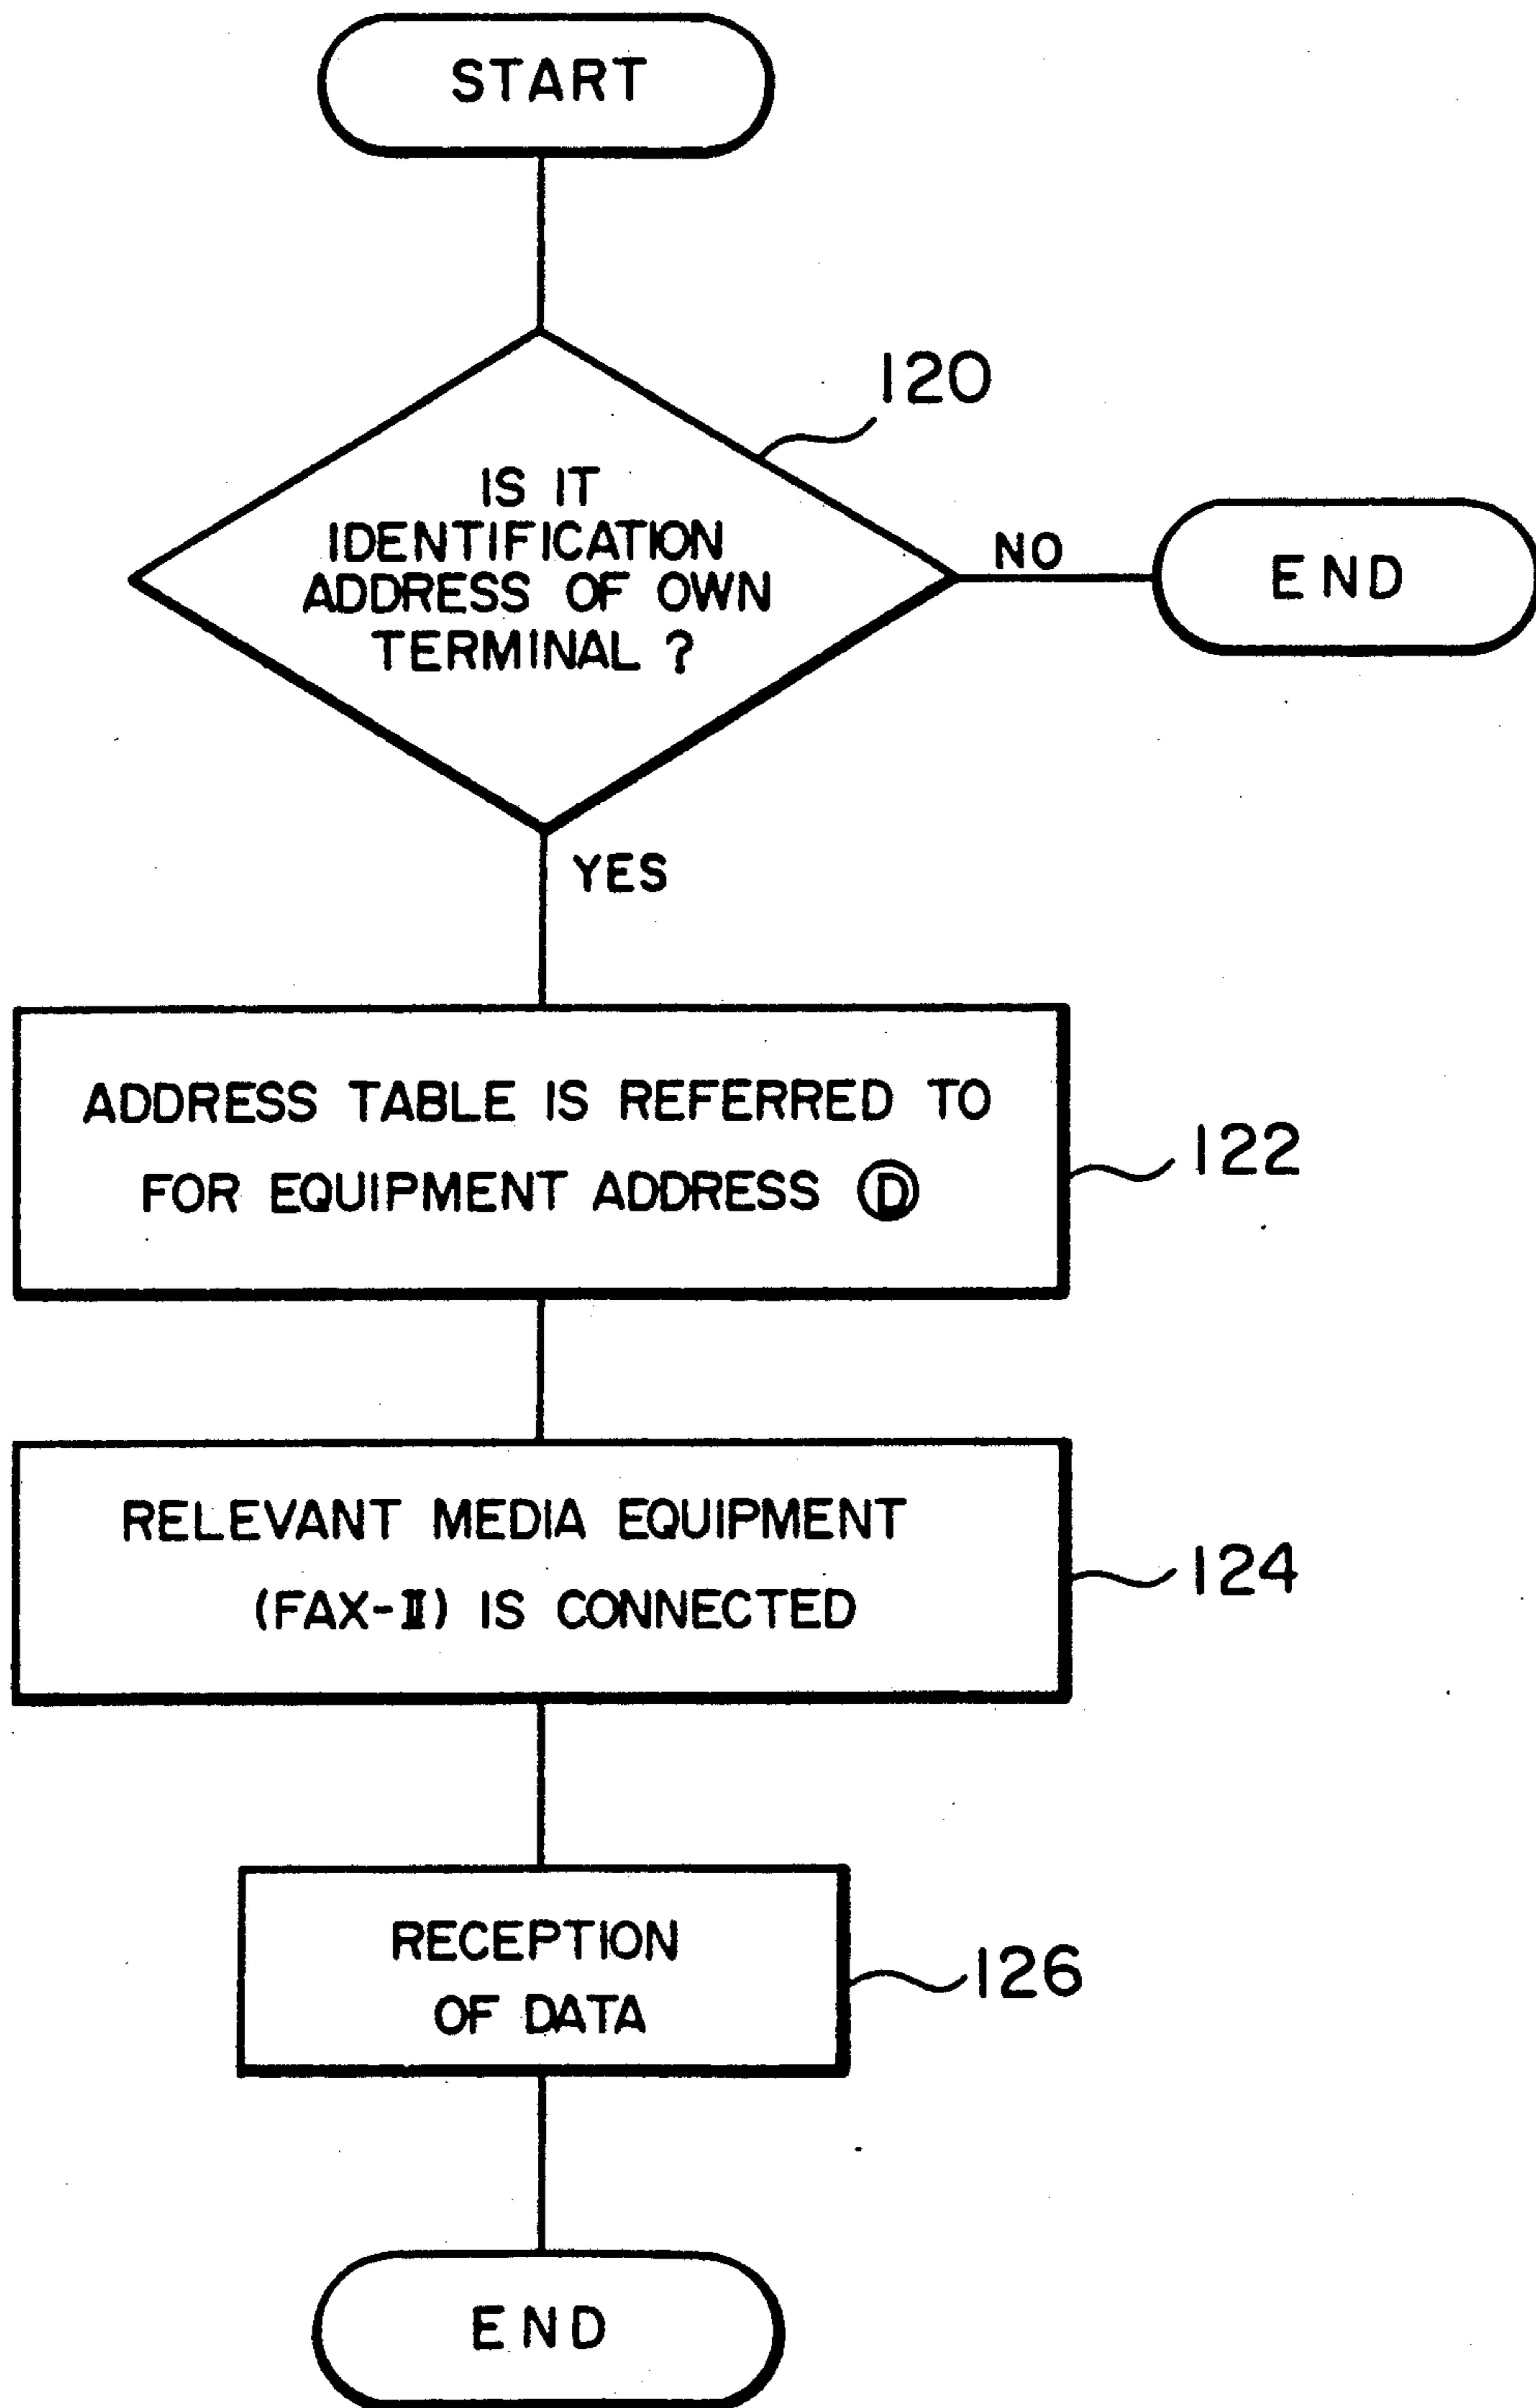 START
120
IS IT
IDENTIFICATION
ADDRESS OF OWN
TERMINAL ?
NO
END
YES
ADDRESS TABLE IS REFERRED TO
FOR EQUIPMENT ADDRESS Ⓓ
122
RELEVANT MEDIA EQUIPMENT
(FAX-II) IS CONNECTED
124
RECEPTION
OF DATA
126
END